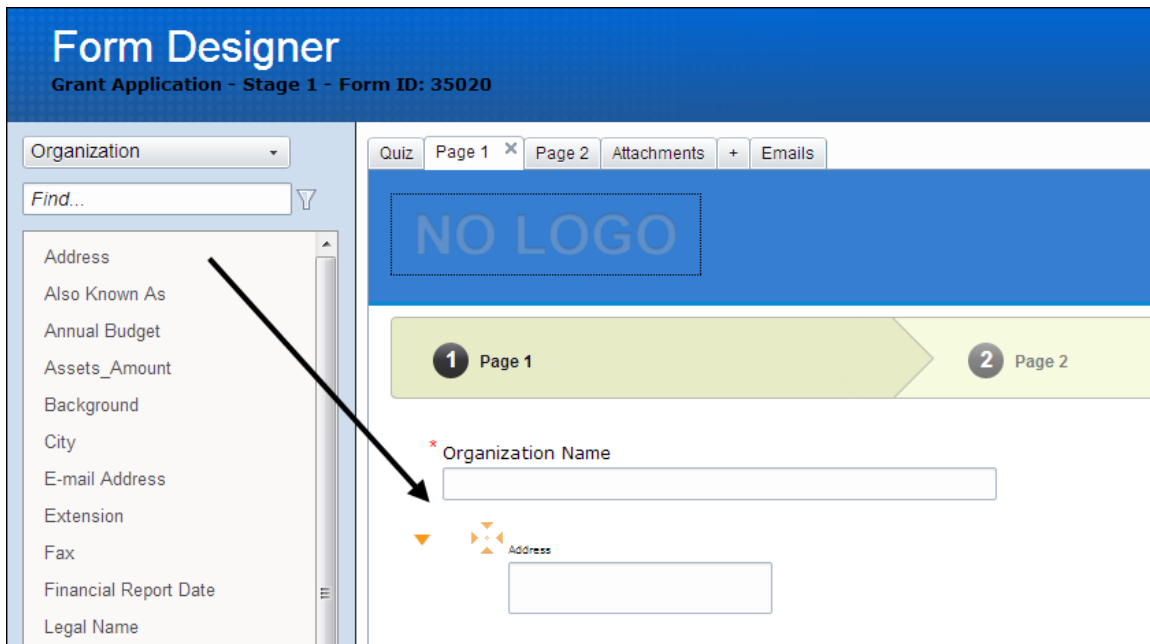 Form Designer
Grant Application - Stage 1 - Form ID: 35020
Organization
Find...
Address
Also Known As
Annual Budget
Assets_Amount
Background
City
E-mail Address
Extension
Fax
Financial Report Date
Legal Name
Quiz Page 1 Page 2 Attachments + Emails
NO LOGO
1 Page 1 2 Page 2
* Organization Name
Address